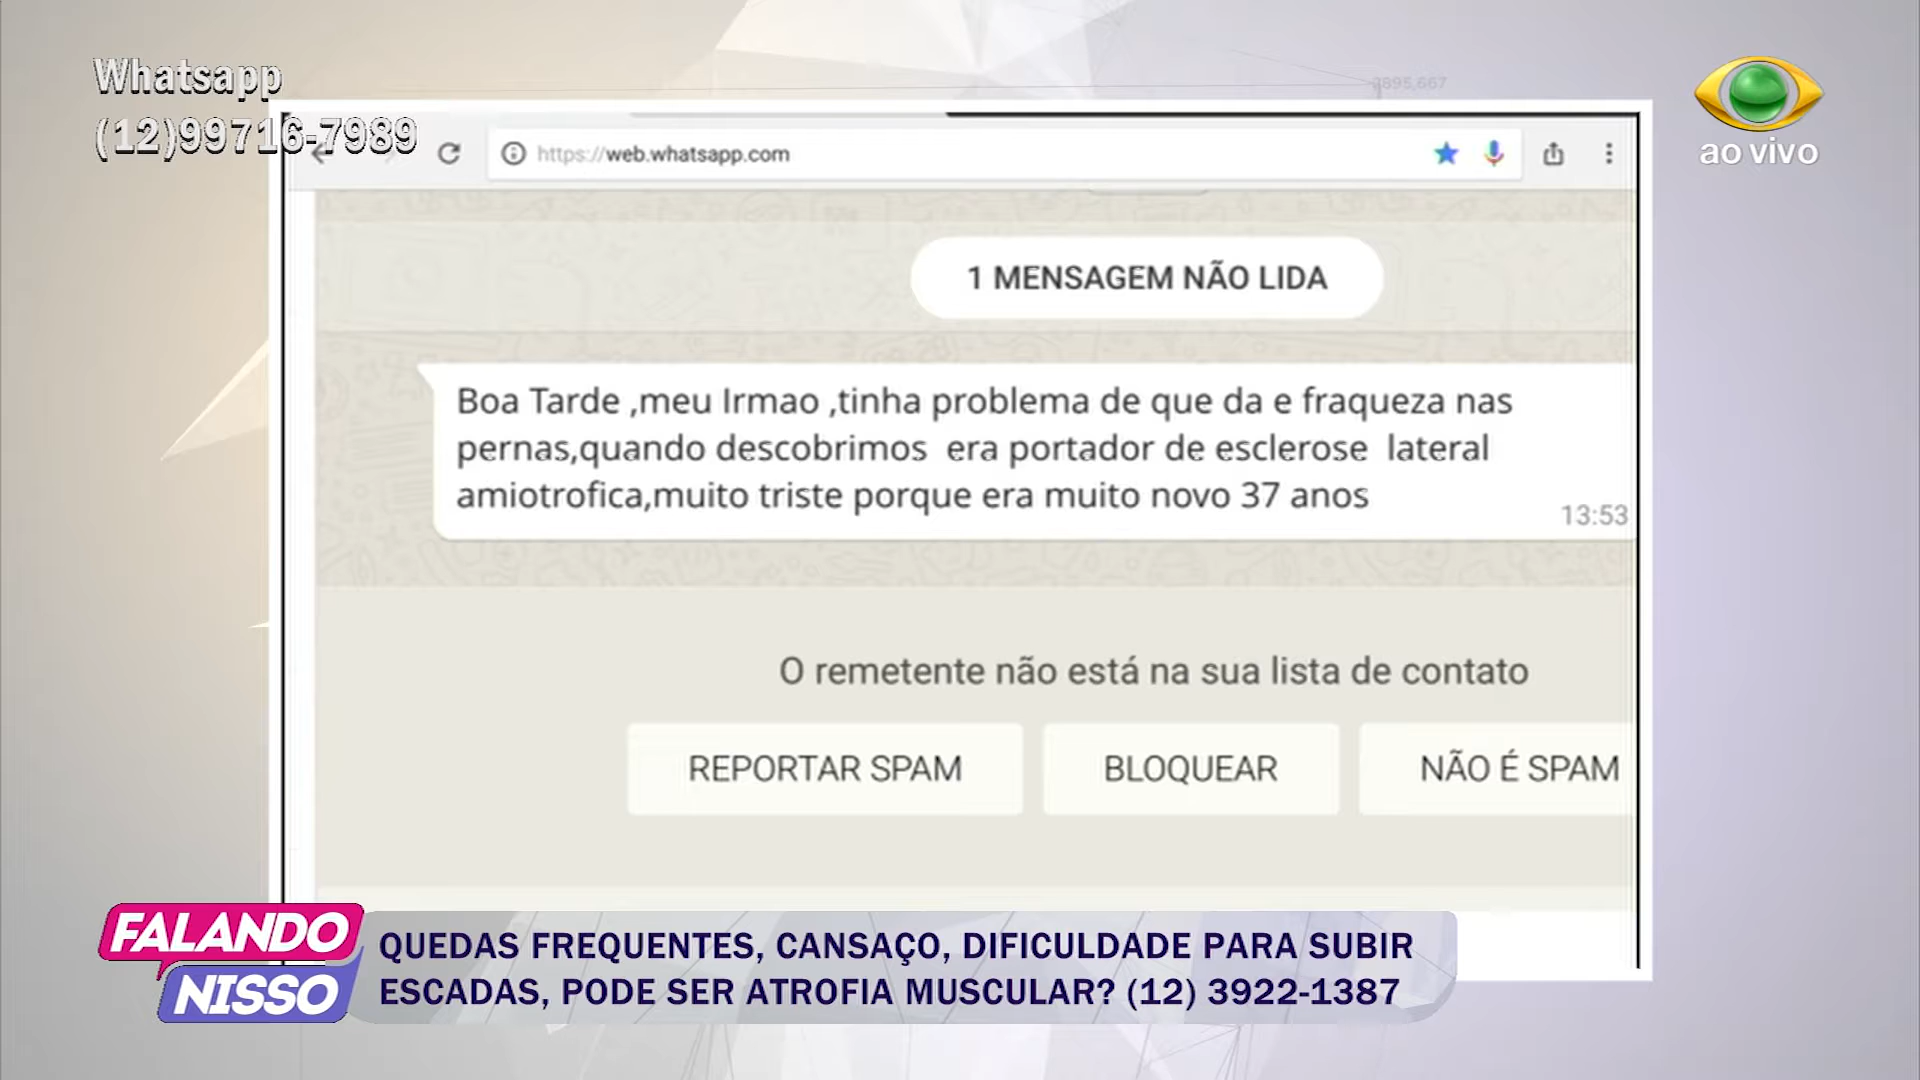 Whatsapp
(12)99716-7989
2895,667
ao vivo
https://web.whatsapp.com
1 MENSAGEM NÃO LIDA
Boa Tarde ,meu Irmao ,tinha problema de que da e fraqueza nas
pernas,quando descobrimos  era portador de esclerose  lateral
amiotrofica,muito triste porque era muito novo 37 anos
13:53
O remetente não está na sua lista de contato
REPORTAR SPAM
BLOQUEAR
NÃO É SPAM
FALANDO
NISSO
QUEDAS FREQUENTES, CANSAÇO, DIFICULDADE PARA SUBIR
ESCADAS, PODE SER ATROFIA MUSCULAR? (12) 3922-1387